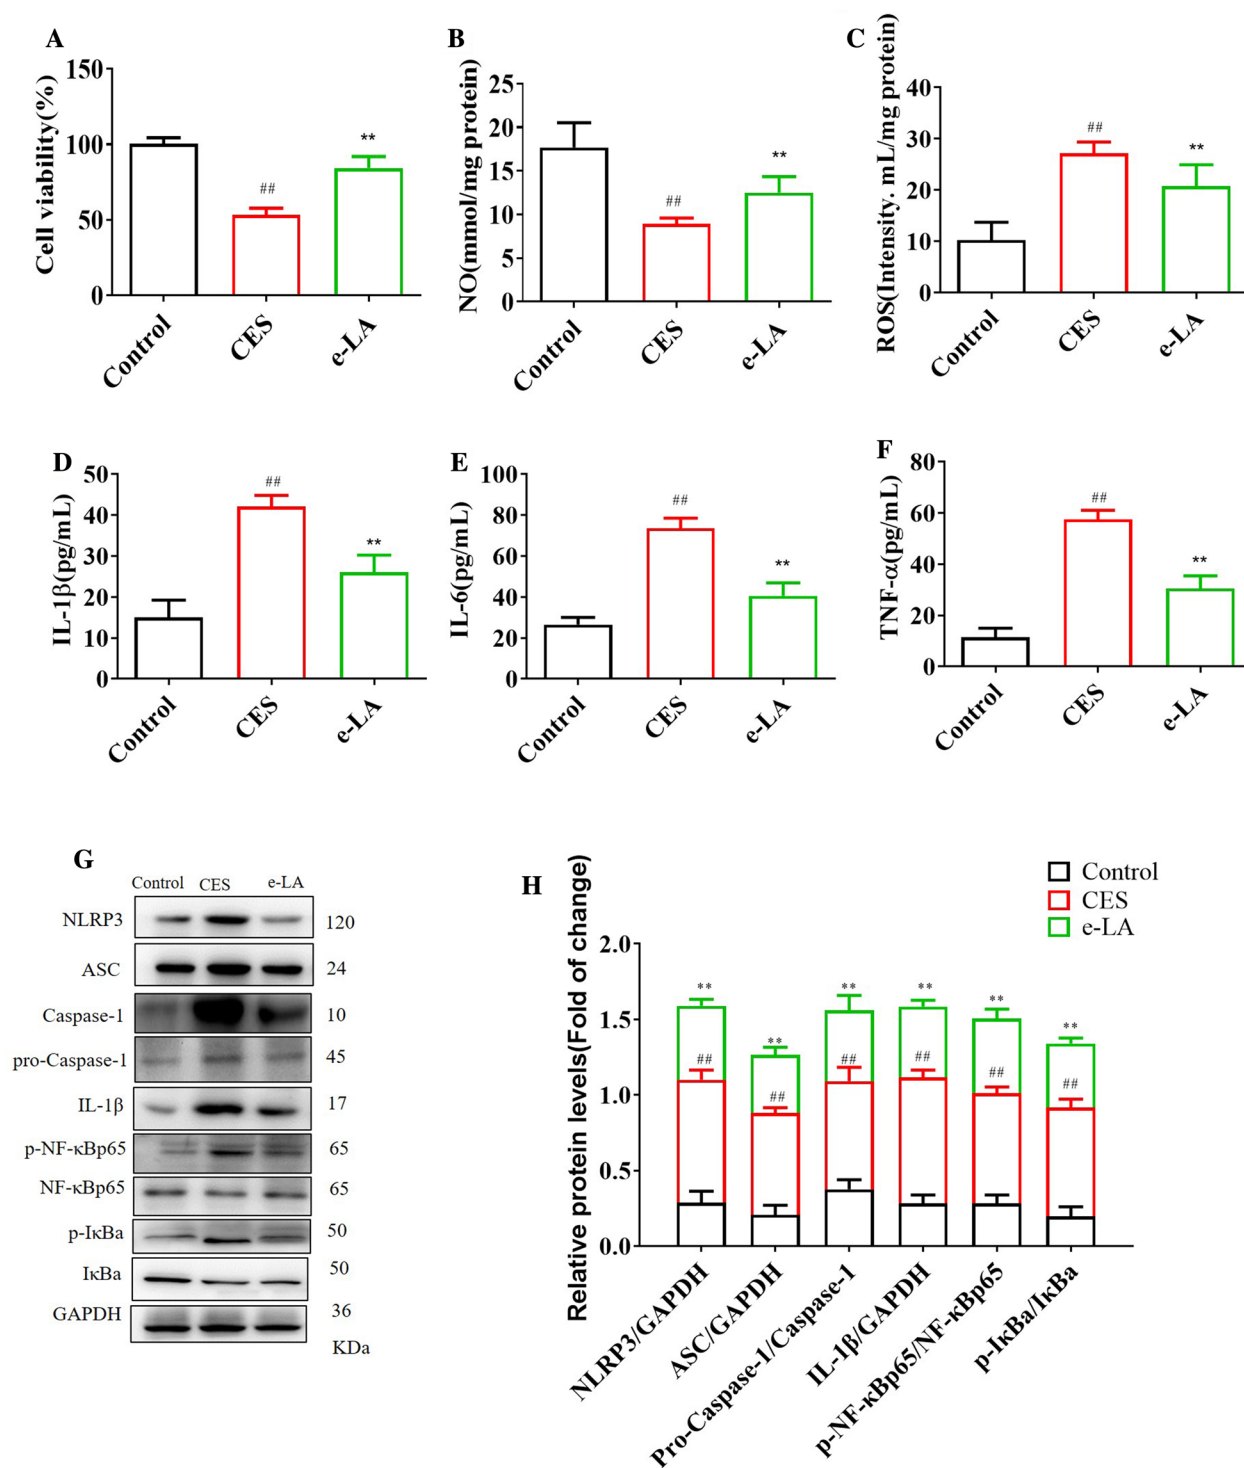 A
Cell viability(%)
150
100
50
0
##
**
Control
CES
e-LA
B
NO(mmol/mg protein)
25
20
15
10
5
0
##
**
Control
CES
e-LA
C
ROS(Intensity. mL/mg protein)
40
30
20
10
0
##
**
Control
CES
e-LA
D
IL-1β(pg/mL)
50
40
30
20
10
0
##
**
Control
CES
e-LA
E
IL-6(pg/mL)
100
80
60
40
20
0
##
**
Control
CES
e-LA
F
TNF-α(pg/mL)
80
60
40
20
0
##
**
Control
CES
e-LA
G
Control CES e-LA
NLRP3 120
ASC 24
Caspase-1 10
pro-Caspase-1 45
IL-1β 17
p-NF-κBp65 65
NF-κBp65 65
p-IκBa 50
IκBa 50
GAPDH 36
KDa
H
Relative protein levels(Fold of change)
Control
CES
e-LA
2.0
1.5
1.0
0.5
0.0
** ** ** ** ** **
## ## ## ## ## ##
NLRP3/GAPDH
ASC/GAPDH
Pro-Caspase-1/Caspase-1
IL-1β/GAPDH
p-NF-κBp65/NF-κBp65
p-IκBa/IκBa